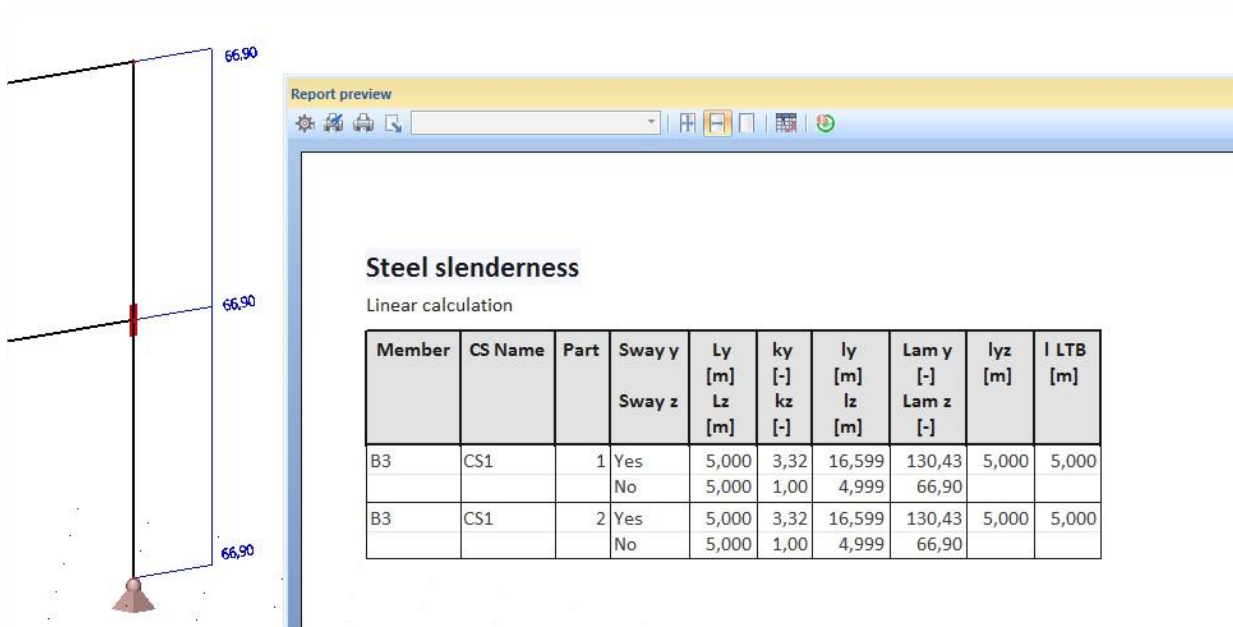 66,90
66,90
66,90
Report preview
Steel slenderness
Linear calculation
Member CS Name Part Sway y Ly ky ly Lam y lyz l LTB
[m] [-] [m] [-] [m] [m]
Sway z Lz kz lz Lam z
[m] [-] [m] [-]
B3 CS1 1 Yes 5,000 3,32 16,599 130,43 5,000 5,000
No 5,000 1,00 4,999 66,90
B3 CS1 2 Yes 5,000 3,32 16,599 130,43 5,000 5,000
No 5,000 1,00 4,999 66,90